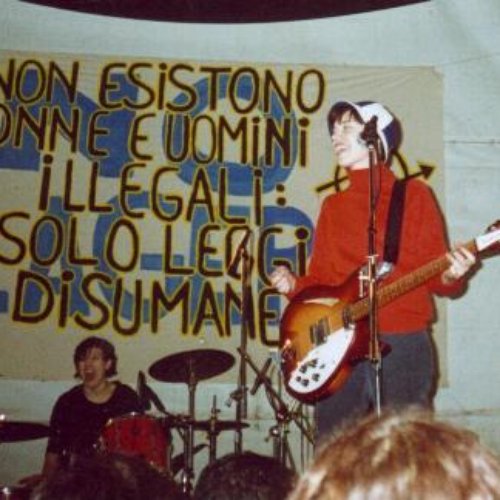 NON ESISTONO
ONNE E UOMINI
ILLEGALI:
SOLO LEGGI
DISUMANE